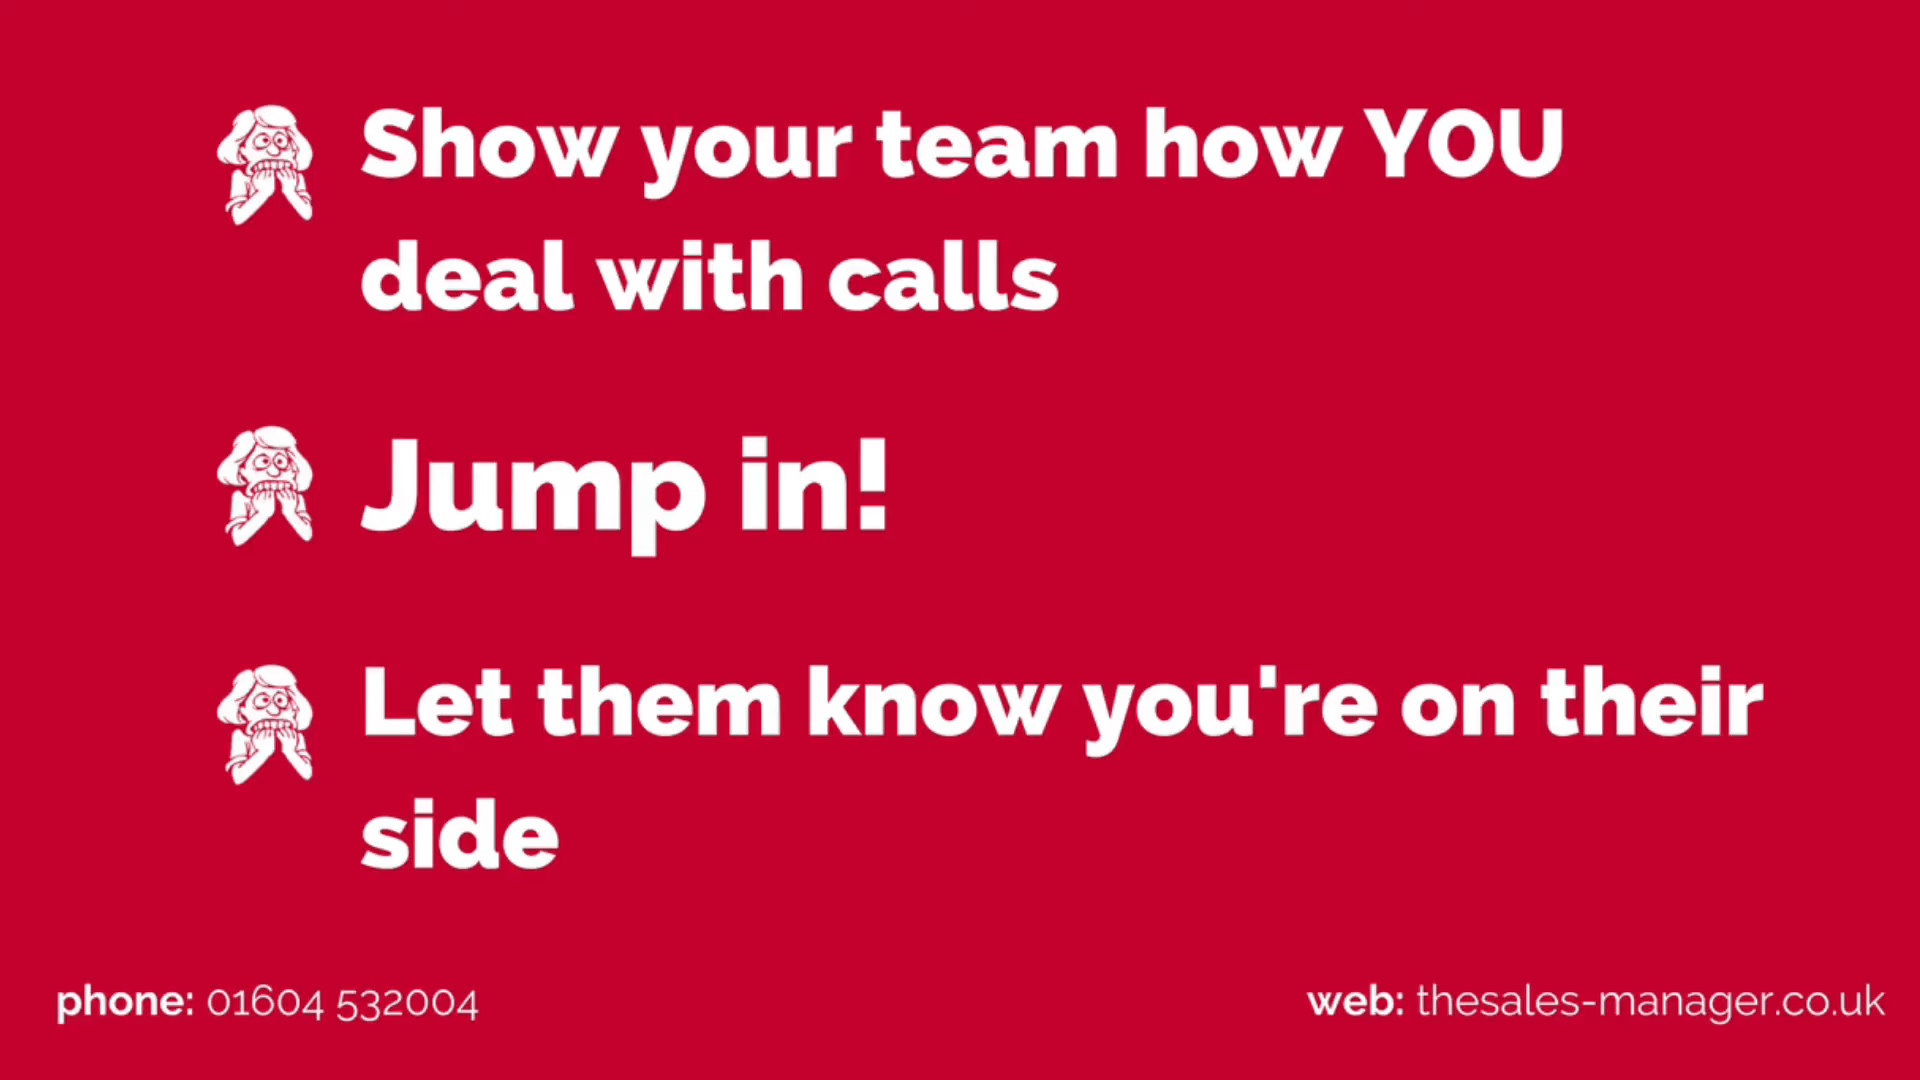 Show your team how YOU
deal with calls
Jump in!
Let them know you're on their
side
phone: 01604 532004
web: thesales-manager.co.uk